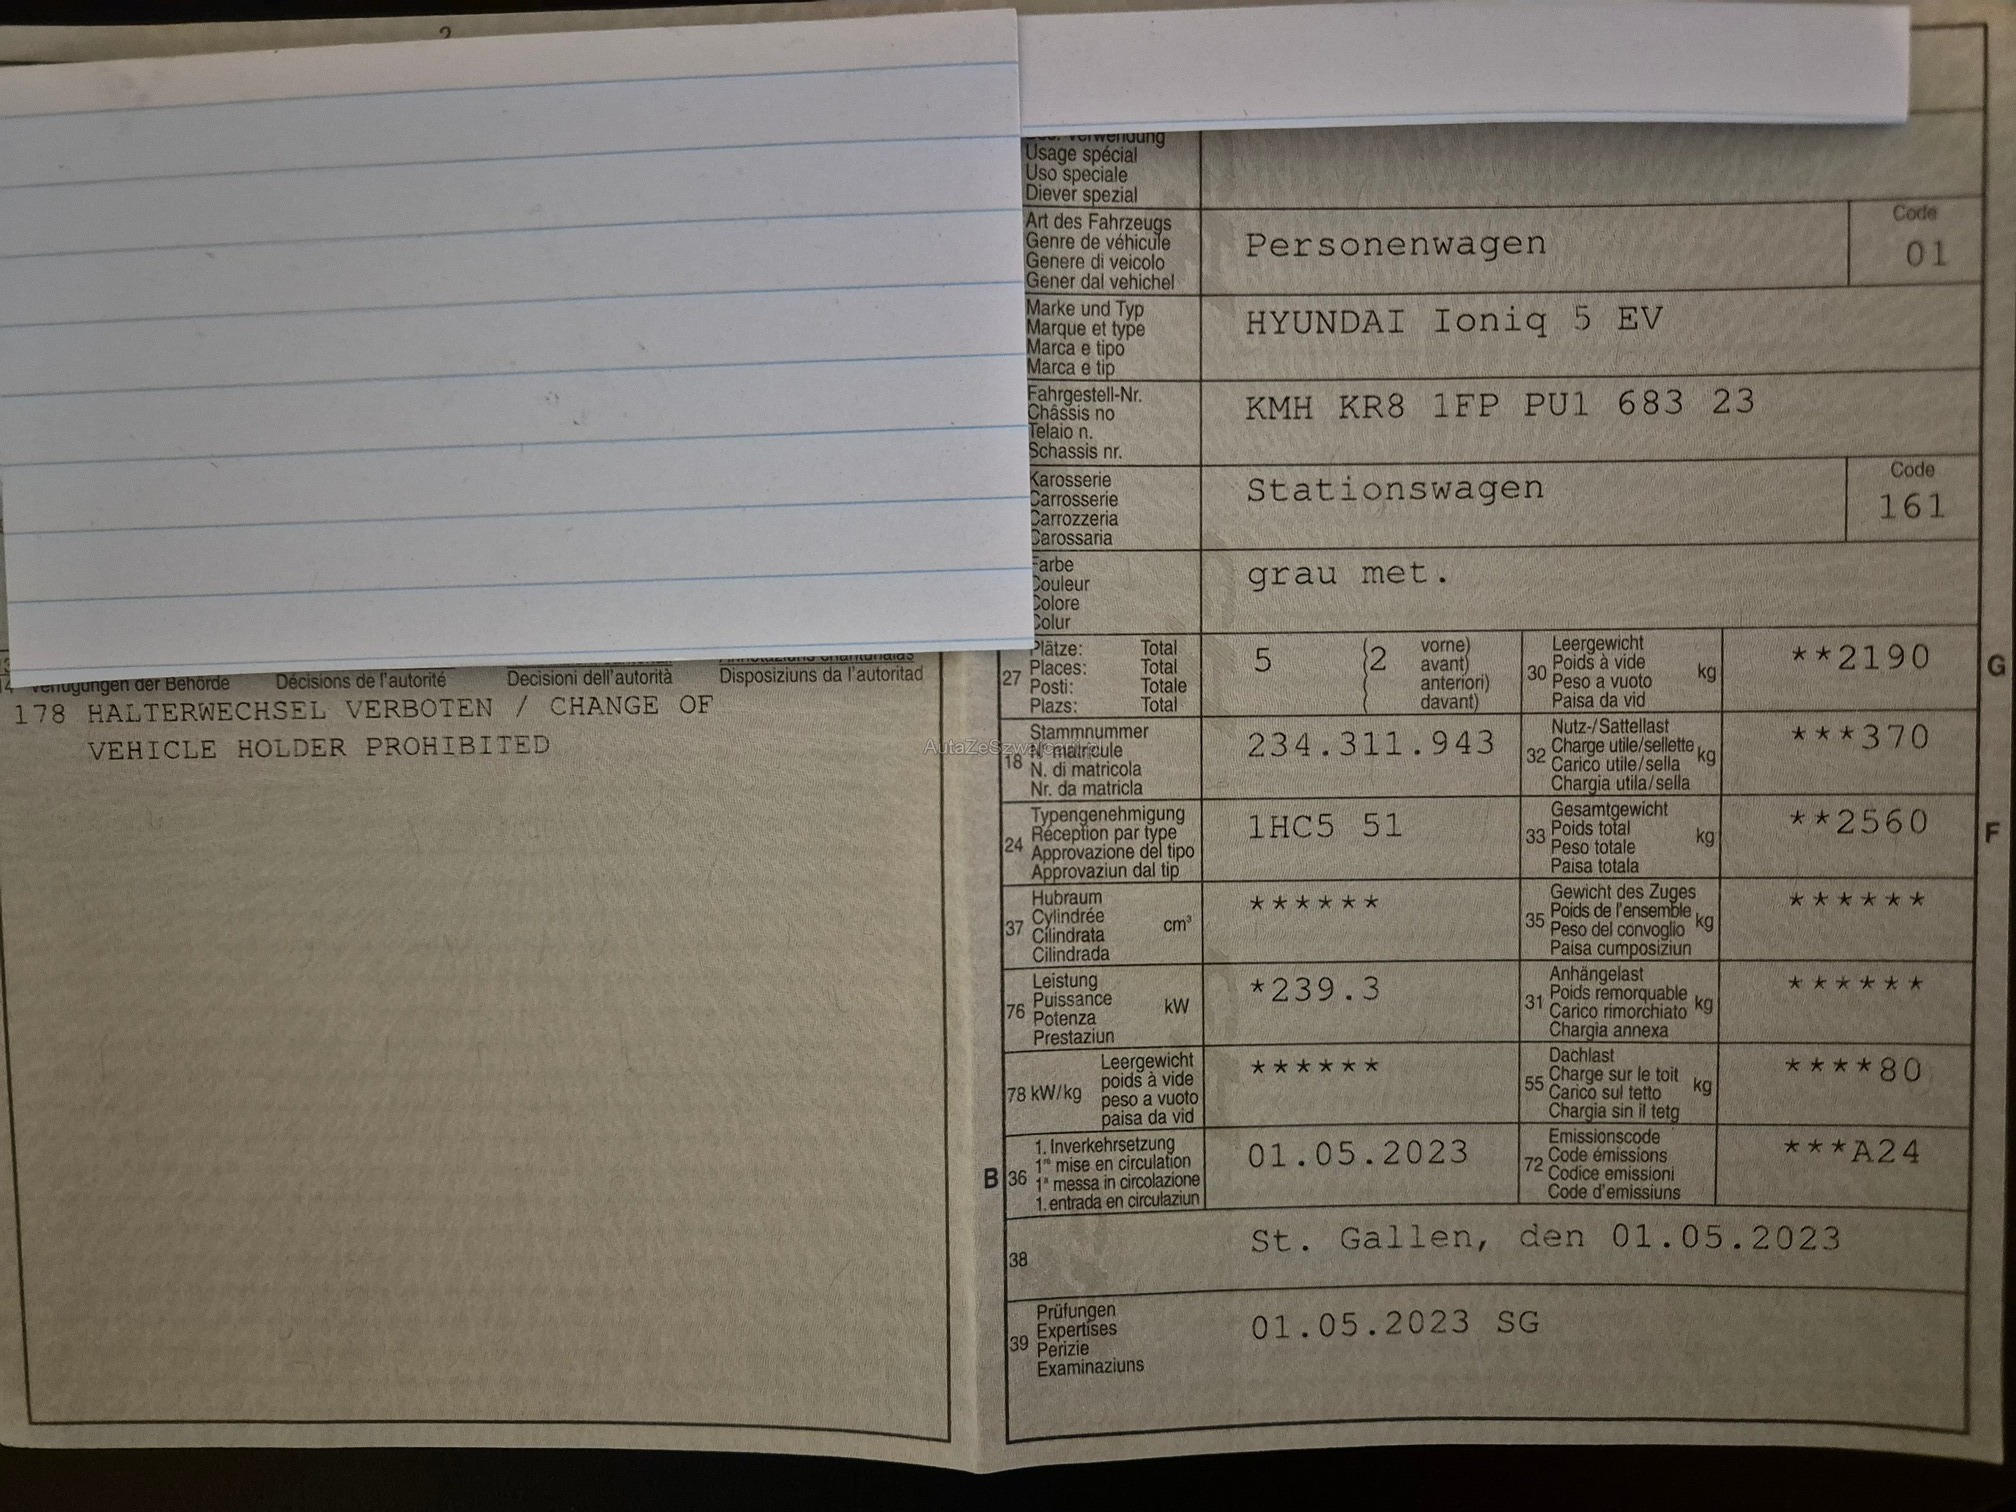 2
Verfügungen der Behörde Décisions de l'autorité Decisioni dell'autorità Disposiziuns da l'autoritad
178 HALTERWECHSEL VERBOTEN / CHANGE OF
VEHICLE HOLDER PROHIBITED
AutaZeSzwajcarii.pl
Bes. Verwendung
Usage spécial
Uso speciale
Diever spezial
Art des Fahrzeugs
Genre de véhicule
Genere di veicolo
Gener dal vehichel
Personenwagen
Code
01
Marke und Typ
Marque et type
Marca e tipo
Marca e tip
HYUNDAI Ioniq 5 EV
Fahrgestell-Nr.
Châssis no
Telaio n.
Schassis nr.
KMH KR8 1FP PU1 683 23
Karosserie
Carrosserie
Carrozzeria
Carossaria
Stationswagen
Code
161
Farbe
Couleur
Colore
Colur
grau met.
27
Plätze: Total
Places: Total
Posti: Totale
Plazs: Total
5 (2
vorne)
avant)
anteriori)
davant)
30
Leergewicht
Poids à vide
Peso a vuoto
Paisa da vid
kg
**2190
G
18
Stammnummer
N° matricule
N. di matricola
Nr. da matricla
234.311.943
32
Nutz-/Sattellast
Charge utile/sellette
Carico utile/sella
Chargia utila/sella
kg
***370
24
Typengenehmigung
Réception par type
Approvazione del tipo
Approvaziun dal tip
1HC5 51
33
Gesamtgewicht
Poids total
Peso totale
Paisa totala
kg
**2560
F
37
Hubraum
Cylindrée
Cilindrata
Cilindrada
cm³
******
35
Gewicht des Zuges
Poids de l'ensemble
Peso del convoglio
Paisa cumposiziun
kg
******
76
Leistung
Puissance
Potenza
Prestaziun
kW
*239.3
31
Anhängelast
Poids remorquable
Carico rimorchiato
Chargia annexa
kg
******
78 kW/kg
Leergewicht
poids à vide
peso a vuoto
paisa da vid
******
55
Dachlast
Charge sur le toit
Carico sul tetto
Chargia sin il tetg
kg
****80
B 36
1. Inverkehrsetzung
1re mise en circulation
1a messa in circolazione
1. entrada en circulaziun
01.05.2023
72
Emissionscode
Code émissions
Codice emissioni
Code d'emissiuns
***A24
38
St. Gallen, den 01.05.2023
39
Prüfungen
Expertises
Perizie
Examinaziuns
01.05.2023 SG